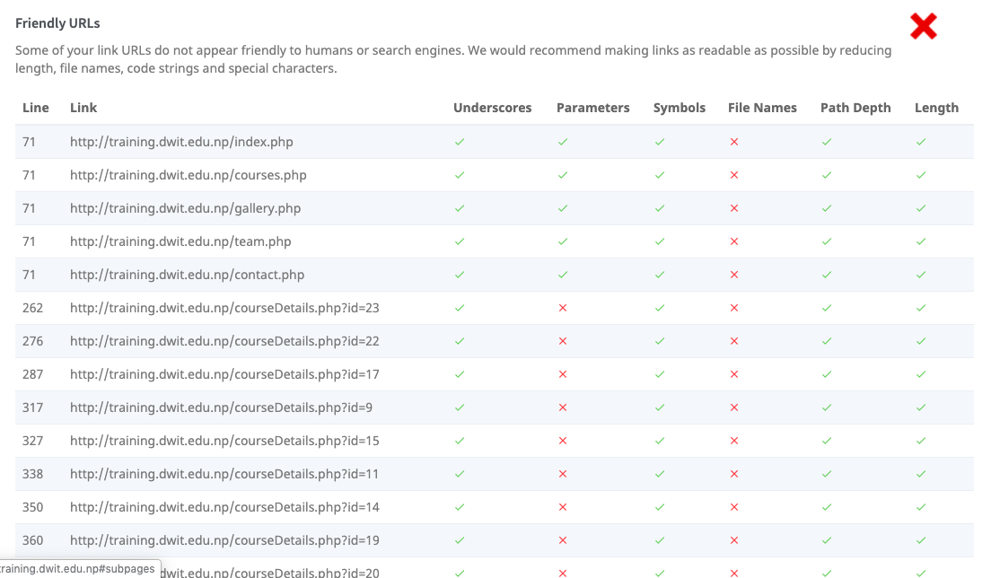 Friendly URLs
Some of your link URLs do not appear friendly to humans or search engines. We would recommend making links as readable as possible by reducing
length, file names, code strings and special characters.
Line Link Underscores Parameters Symbols File Names Path Depth Length
71 http://training.dwit.edu.np/index.php
71 http://training.dwit.edu.np/courses.php
71 http://training.dwit.edu.np/gallery.php
71 http://training.dwit.edu.np/team.php
71 http://training.dwit.edu.np/contact.php
262 http://training.dwit.edu.np/courseDetails.php?id=23
276 http://training.dwit.edu.np/courseDetails.php?id=22
287 http://training.dwit.edu.np/courseDetails.php?id=17
317 http://training.dwit.edu.np/courseDetails.php?id=9
327 http://training.dwit.edu.np/courseDetails.php?id=15
338 http://training.dwit.edu.np/courseDetails.php?id=11
350 http://training.dwit.edu.np/courseDetails.php?id=14
360 http://training.dwit.edu.np/courseDetails.php?id=19
training.dwit.edu.np#subpages
dwit.edu.np/courseDetails.php?id=20